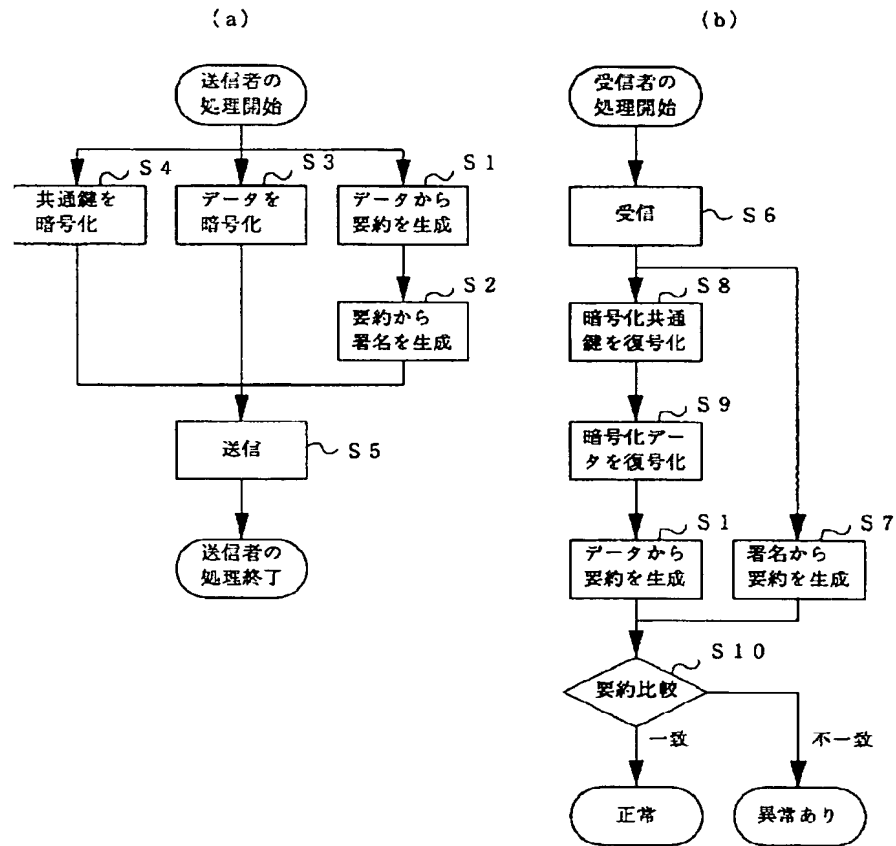 (a)
送信者の
処理開始
S4
共通鍵を
暗号化
S3
データを
暗号化
S1
データから
要約を生成
S2
要約から
署名を生成
送信
S5
送信者の
処理終了
(b)
受信者の
処理開始
受信
S6
S8
暗号化共通
鍵を復号化
S9
暗号化デー
タを復号化
S1
データから
要約を生成
S7
署名から
要約を生成
S10
要約比較
一致
不一致
正常
異常あり